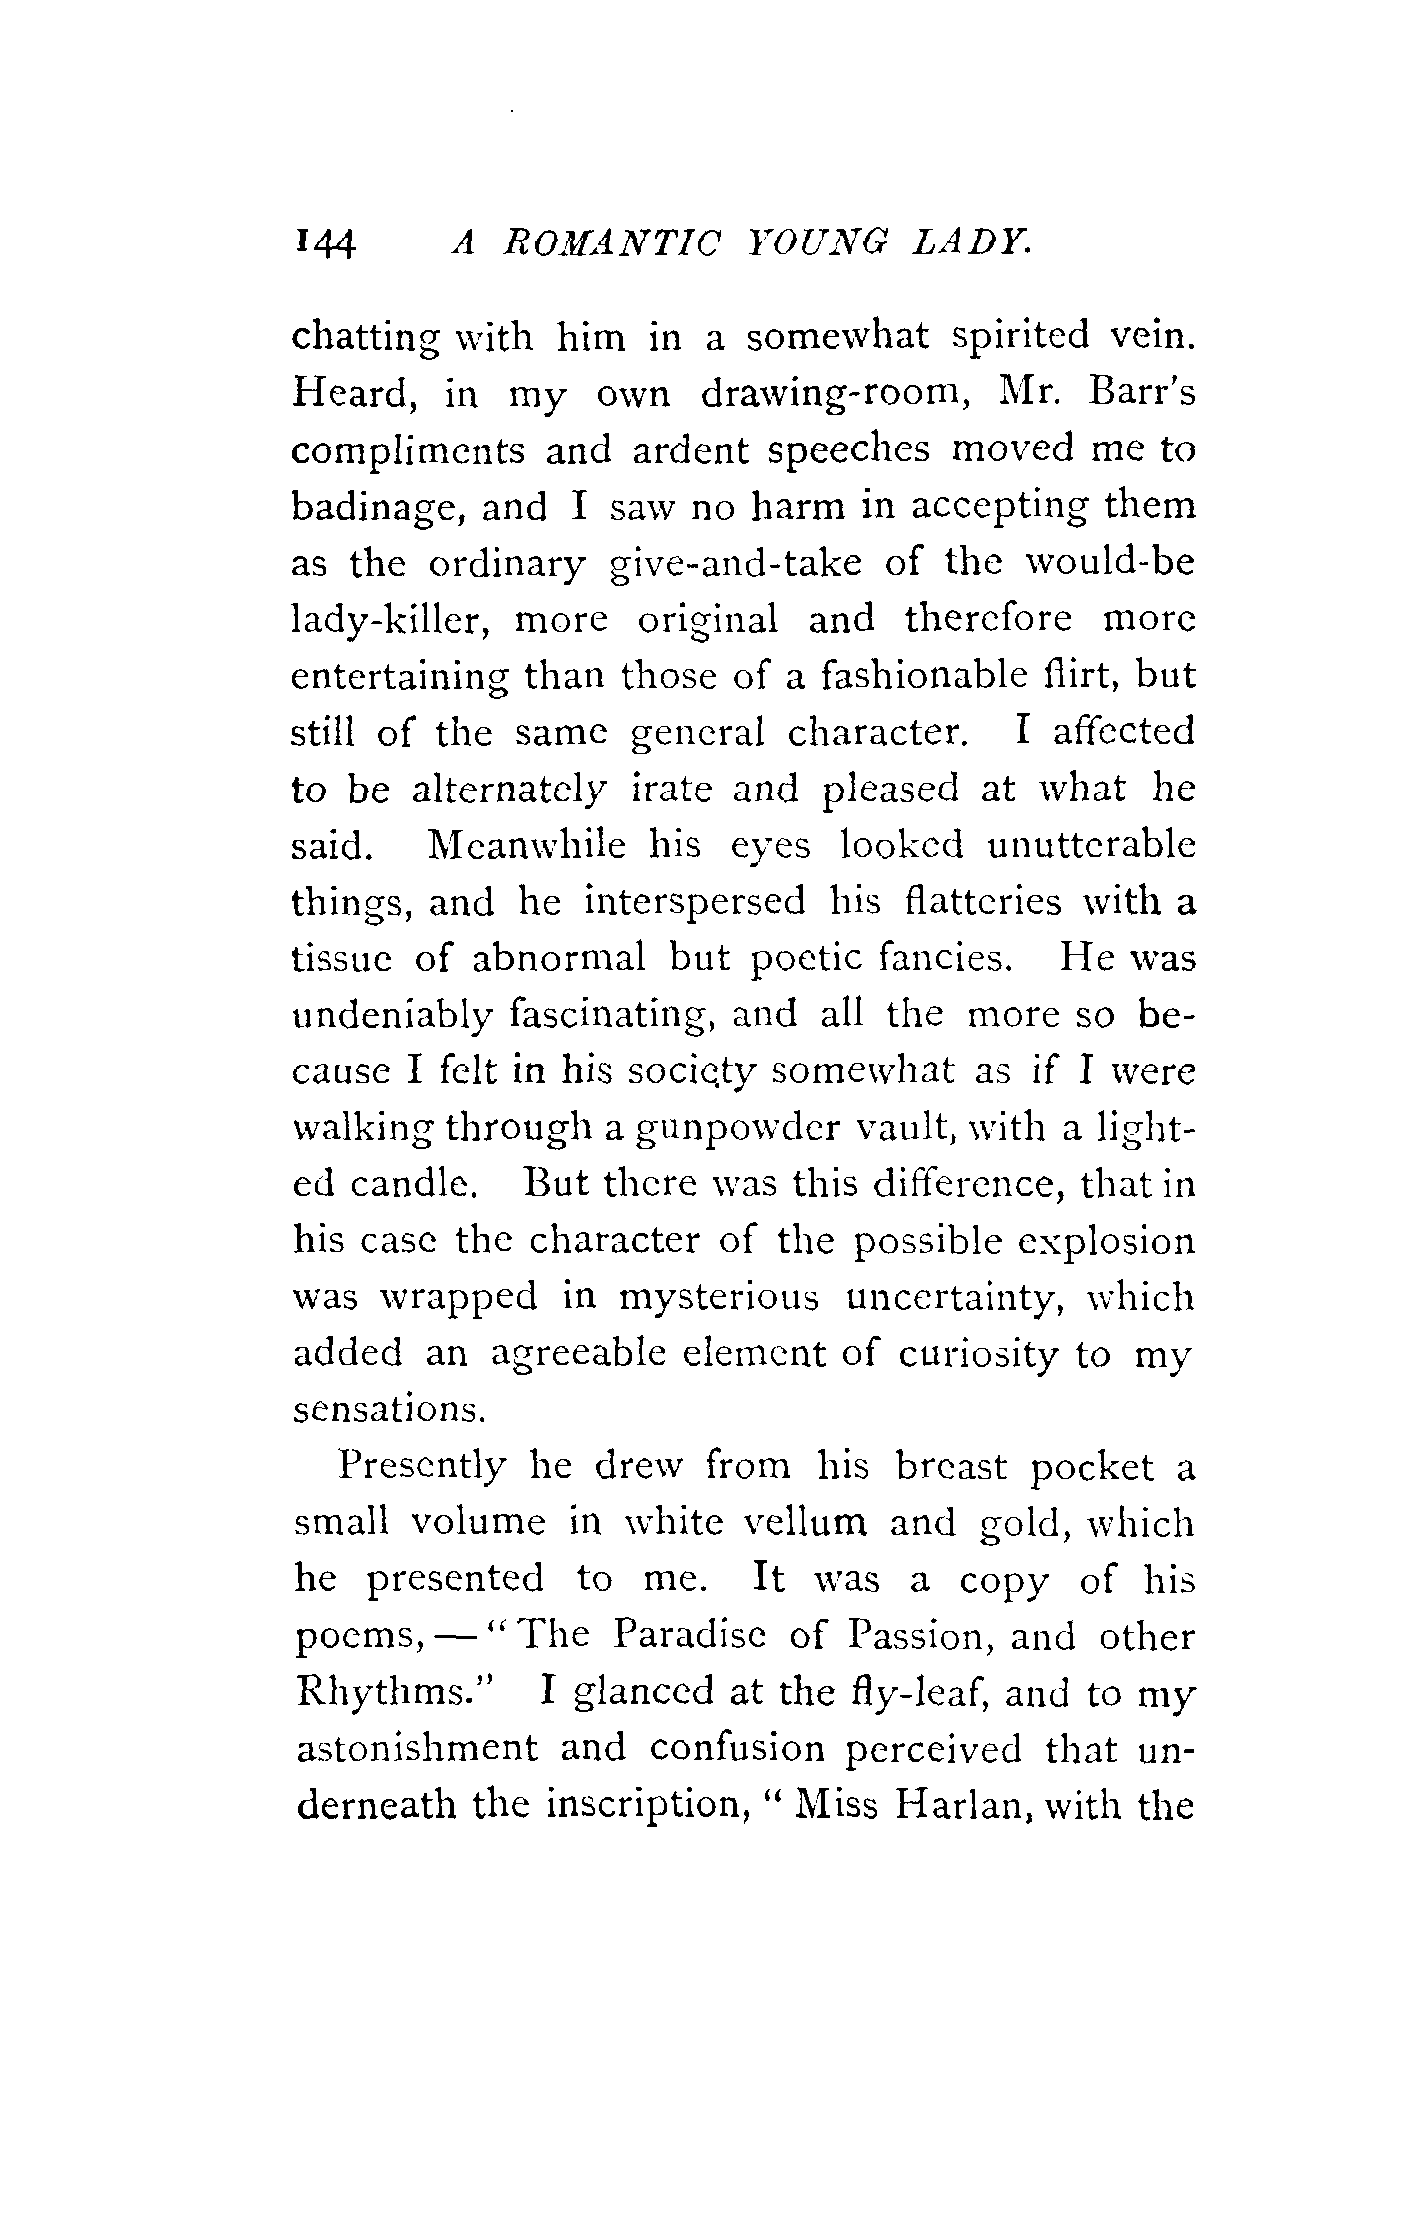 144 A ROMANTIC YOUNG LADY.
chatting with him in a somewhat spirited vein.
Heard, in my own drawing-room, Mr. Barr's
compliments and ardent speeches moved me to
badinage, and I saw no harm in accepting them
as the ordinary give-and-take of the would-be
lady-killer, more original and therefore more
entertaining than those of a fashionable flirt, but
still of the same general character. I affected
to be alternately irate and pleased at what he
said. Meanwhile his eyes looked unutterable
things, and he interspersed his flatteries with a
tissue of abnormal but poetic fancies. He was
undeniably fascinating, and all the more so be-
cause I felt in his society somewhat as if I were
walking through a gunpowder vault, with a light-
ed candle. But there was this difference, that in
his case the character of the possible explosion
was wrapped in mysterious uncertainty, which
added an agreeable element of curiosity to my
sensations.
Presently he drew from his breast pocket a
small volume in white vellum and gold, which
he presented to me. It was a copy of his
poems, — "The Paradise of Passion, and other
Rhythms." I glanced at the fly-leaf, and to my
astonishment and confusion perceived that un-
derneath the inscription, "Miss Harlan, with the